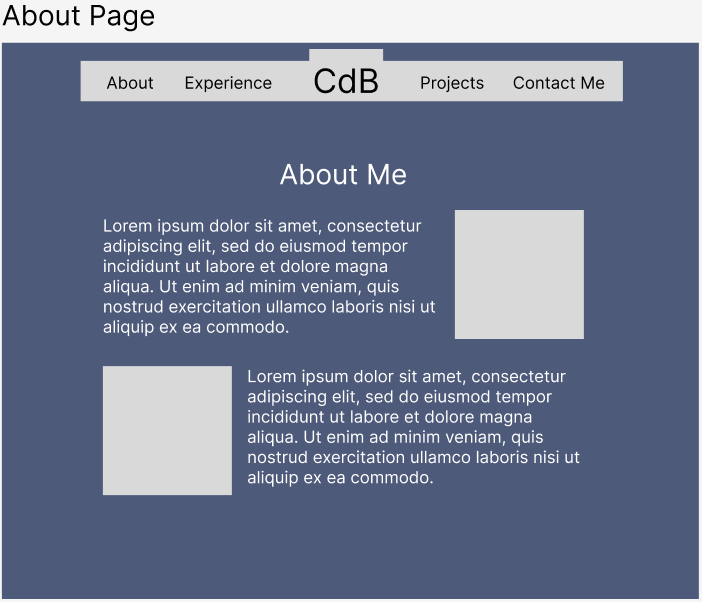 About Page
About Experience CdB Projects Contact Me
About Me
Lorem ipsum dolor sit amet, consectetur
adipiscing elit, sed do eiusmod tempor
incididunt ut labore et dolore magna
aliqua. Ut enim ad minim veniam, quis
nostrud exercitation ullamco laboris nisi ut
aliquip ex ea commodo.
Lorem ipsum dolor sit amet, consectetur
adipiscing elit, sed do eiusmod tempor
incididunt ut labore et dolore magna
aliqua. Ut enim ad minim veniam, quis
nostrud exercitation ullamco laboris nisi ut
aliquip ex ea commodo.